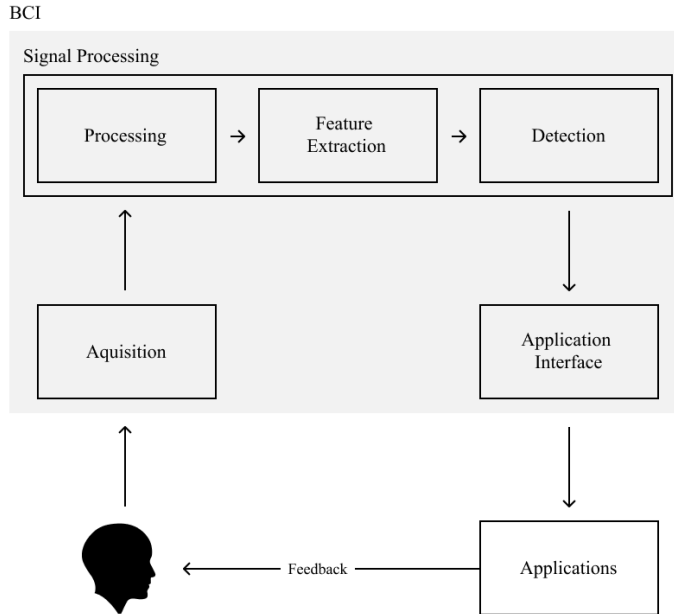 BCI
Signal Processing
Processing
Feature
Extraction
Detection
Aquisition
Application
Interface
Feedback
Applications